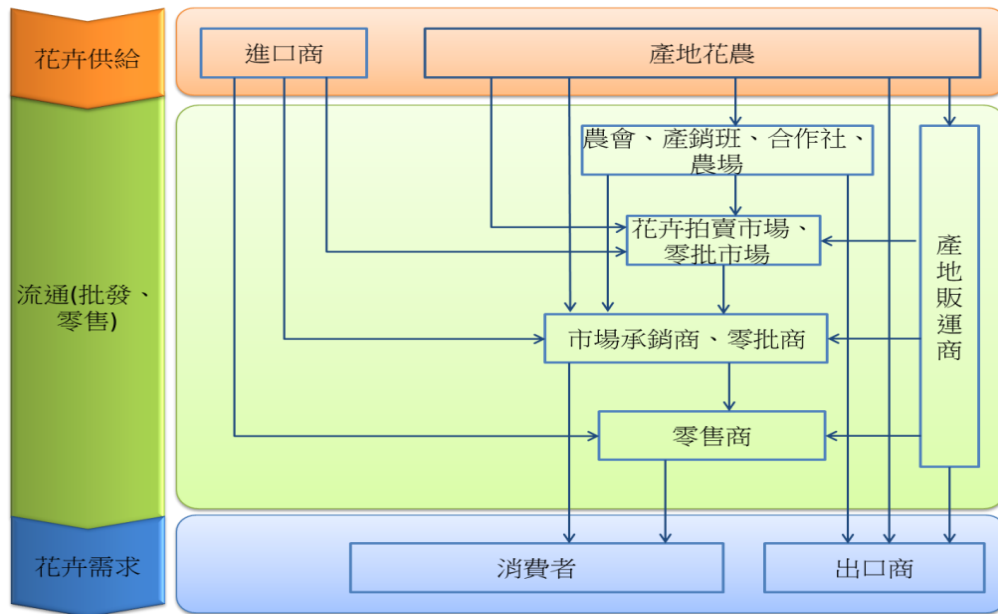 花卉供給
進口商
產地花農
農會、產銷班、合作社、
農場
花卉拍賣市場、
零批市場
產地販運商
流通(批發、
零售)
市場承銷商、零批商
零售商
花卉需求
消費者
出口商